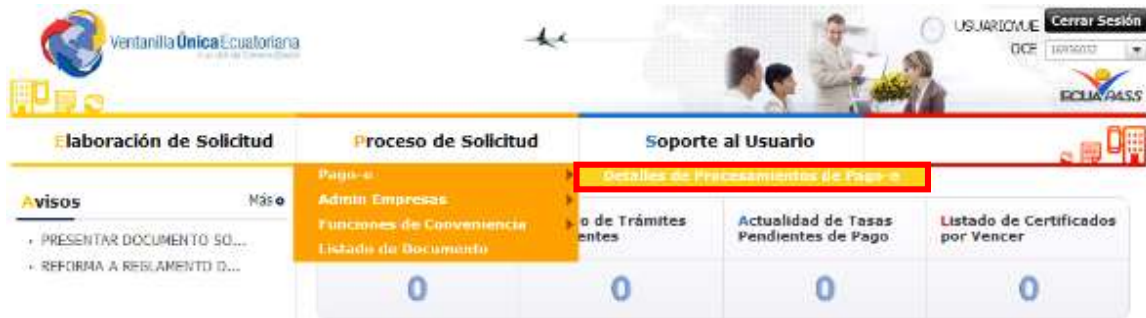 Ventanilla Única Ecuatoriana
USUARIOVUE Cerrar Sesión
OCE
ECUAPASS
Elaboración de Solicitud
Proceso de Solicitud
Soporte al Usuario
Pago-e
Detalles de Procesamientos de Pago-e
Avisos
Más
Admin Empresas
Funciones de Conveniencia
Listado de Documento
PRESENTAR DOCUMENTO SO...
REFORMA A REGLAMENTO D...
o de Trámites
entes
Actualidad de Tasas
Pendientes de Pago
Listado de Certificados
por Vencer
0
0
0
0